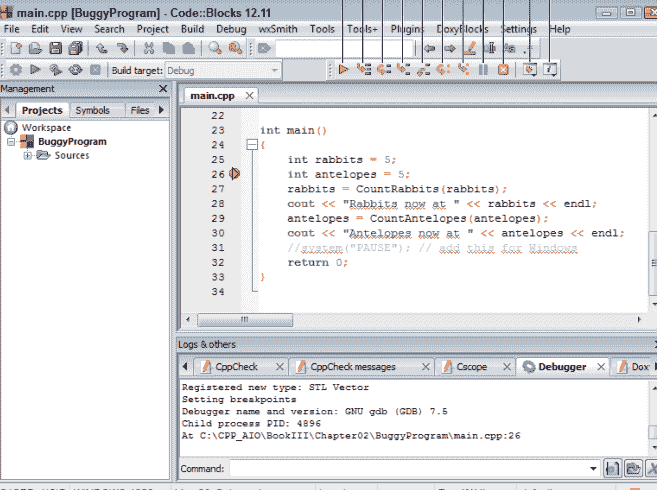 main.cpp [BuggyProgram] - Code::Blocks 12.11
File Edit View Search Project Build Debug wxSmith Tools Tools+ Plugins DoxyBlocks Settings Help
Build target: Debug
Management
Projects Symbols Files
Workspace
BuggyProgram
Sources
main.cpp
22
23 int main()
24 {
25 int rabbits = 5;
26 int antelopes = 5;
27 rabbits = CountRabbits(rabbits);
28 cout << "Rabbits now at " << rabbits << endl;
29 antelopes = CountAntelopes(antelopes);
30 cout << "Antelopes now at " << antelopes << endl;
31 //system("PAUSE"); // add this for Windows
32 return 0;
33 }
34
Logs & others
CppCheck CppCheck messages Cscope Debugger Dox
Registered new type: STL Vector
Setting breakpoints
Debugger name and version: GNU gdb (GDB) 7.5
Child process PID: 4896
At C:\CPP_AIO\BookIII\Chapter02\BuggyProgram\main.cpp:26
Command: